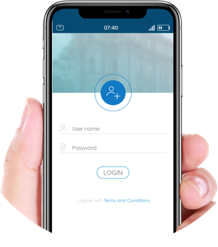 07:40
User name
Password
LOGIN
I agree with Terms and Conditions